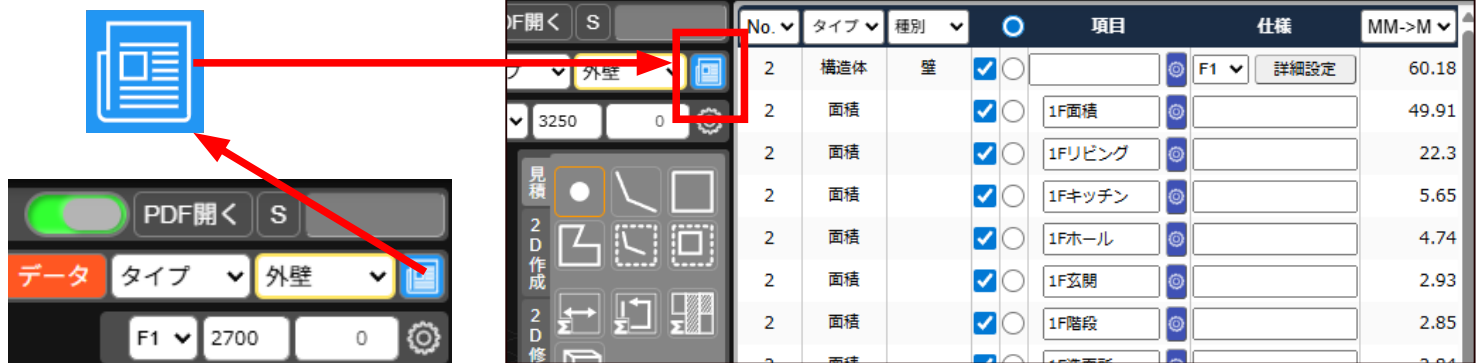 PDF開く S
データ タイプ 外壁
F1 2700 0
DF開く S
プ 外壁
3250 0
見積
2D作成
2D修
No. タイプ 種別 項目 仕様 MM->M
2 構造体 壁 F1 詳細設定 60.18
2 面積 1F面積 49.91
2 面積 1Fリビング 22.3
2 面積 1Fキッチン 5.65
2 面積 1Fホール 4.74
2 面積 1F玄関 2.93
2 面積 1F階段 2.85